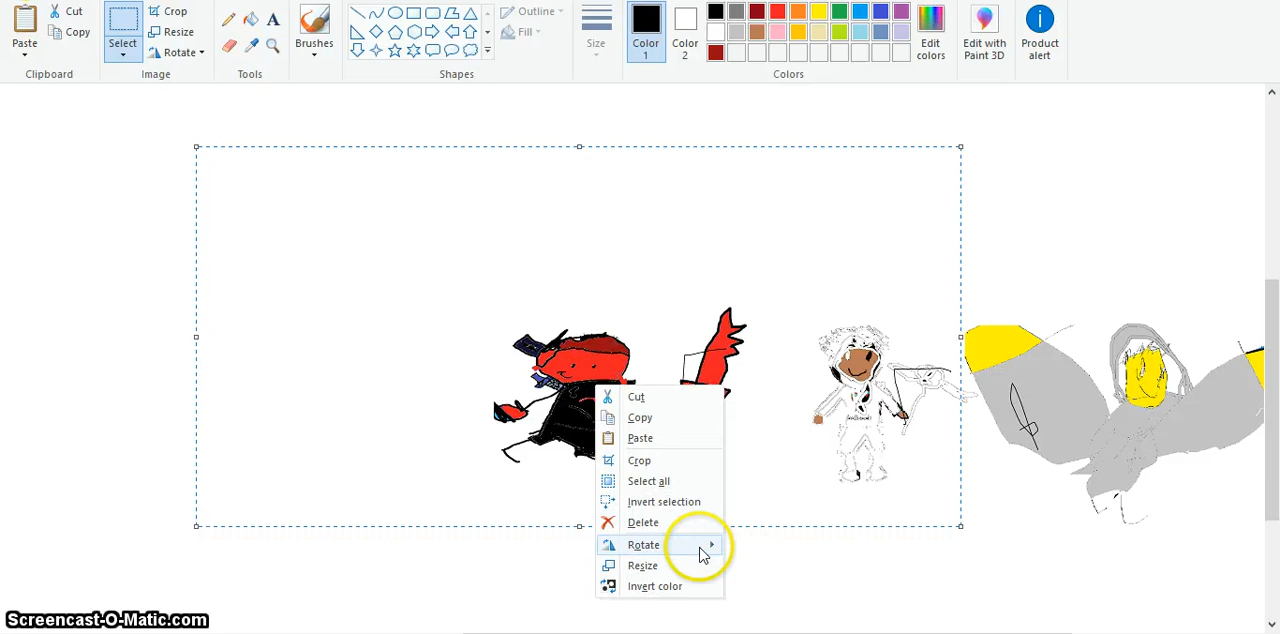 Paste
Cut
Copy
Clipboard
Select
Crop
Resize
Rotate
Image
A
Tools
Brushes
Outline
Fill
Shapes
Size
Color
1
Color
2
Edit
colors
Colors
Edit with
Paint 3D
Product
alert
Cut
Copy
Paste
Crop
Select all
Invert selection
Delete
Rotate
Resize
Invert color
Screencast-O-Matic.com